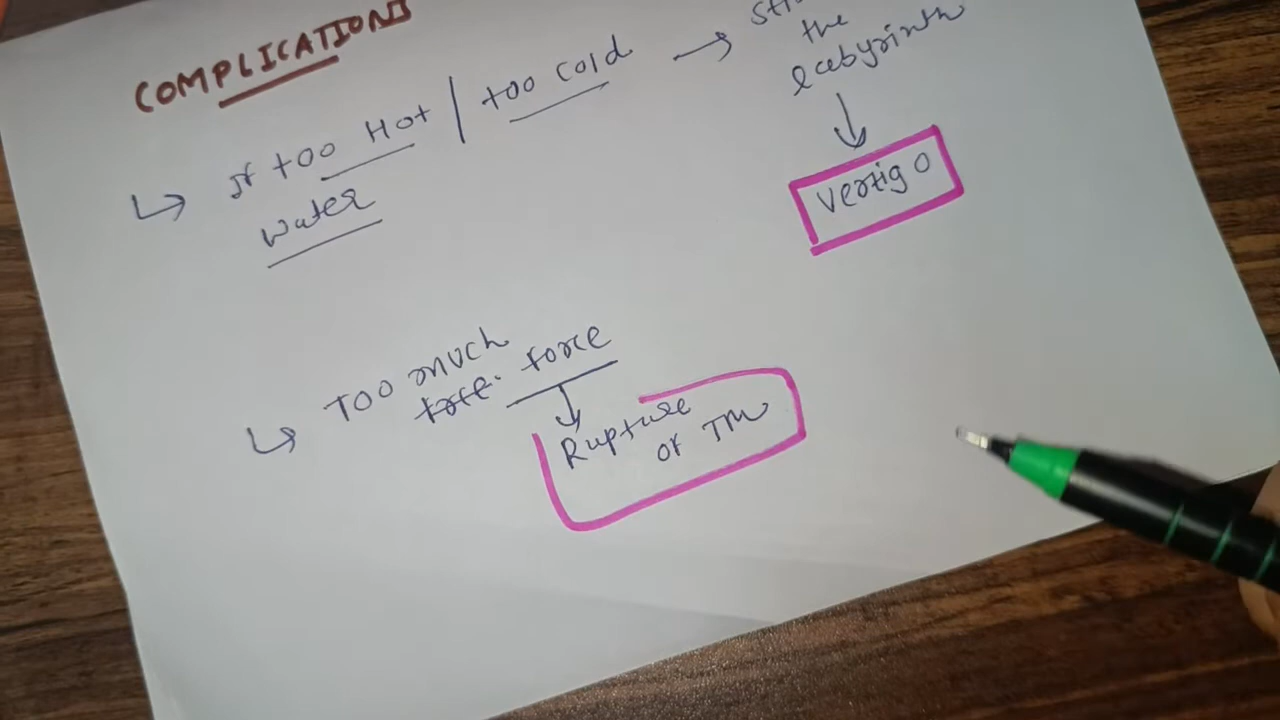 COMPLICATIONS
If too Hot / too cold →
water
the
labyrinth
↓
Vertigo
Too much
force
↓
Rupture
of TM